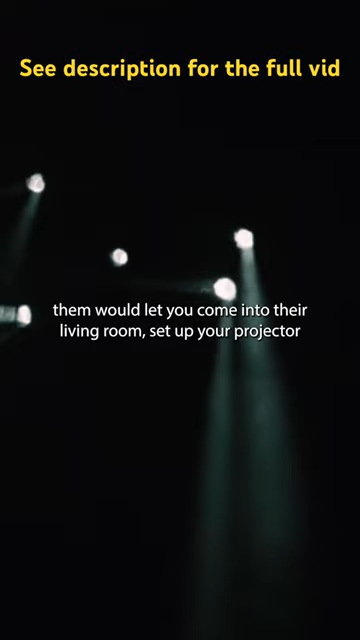 See description for the full vid
them would let you come into their
living room, set up your projector